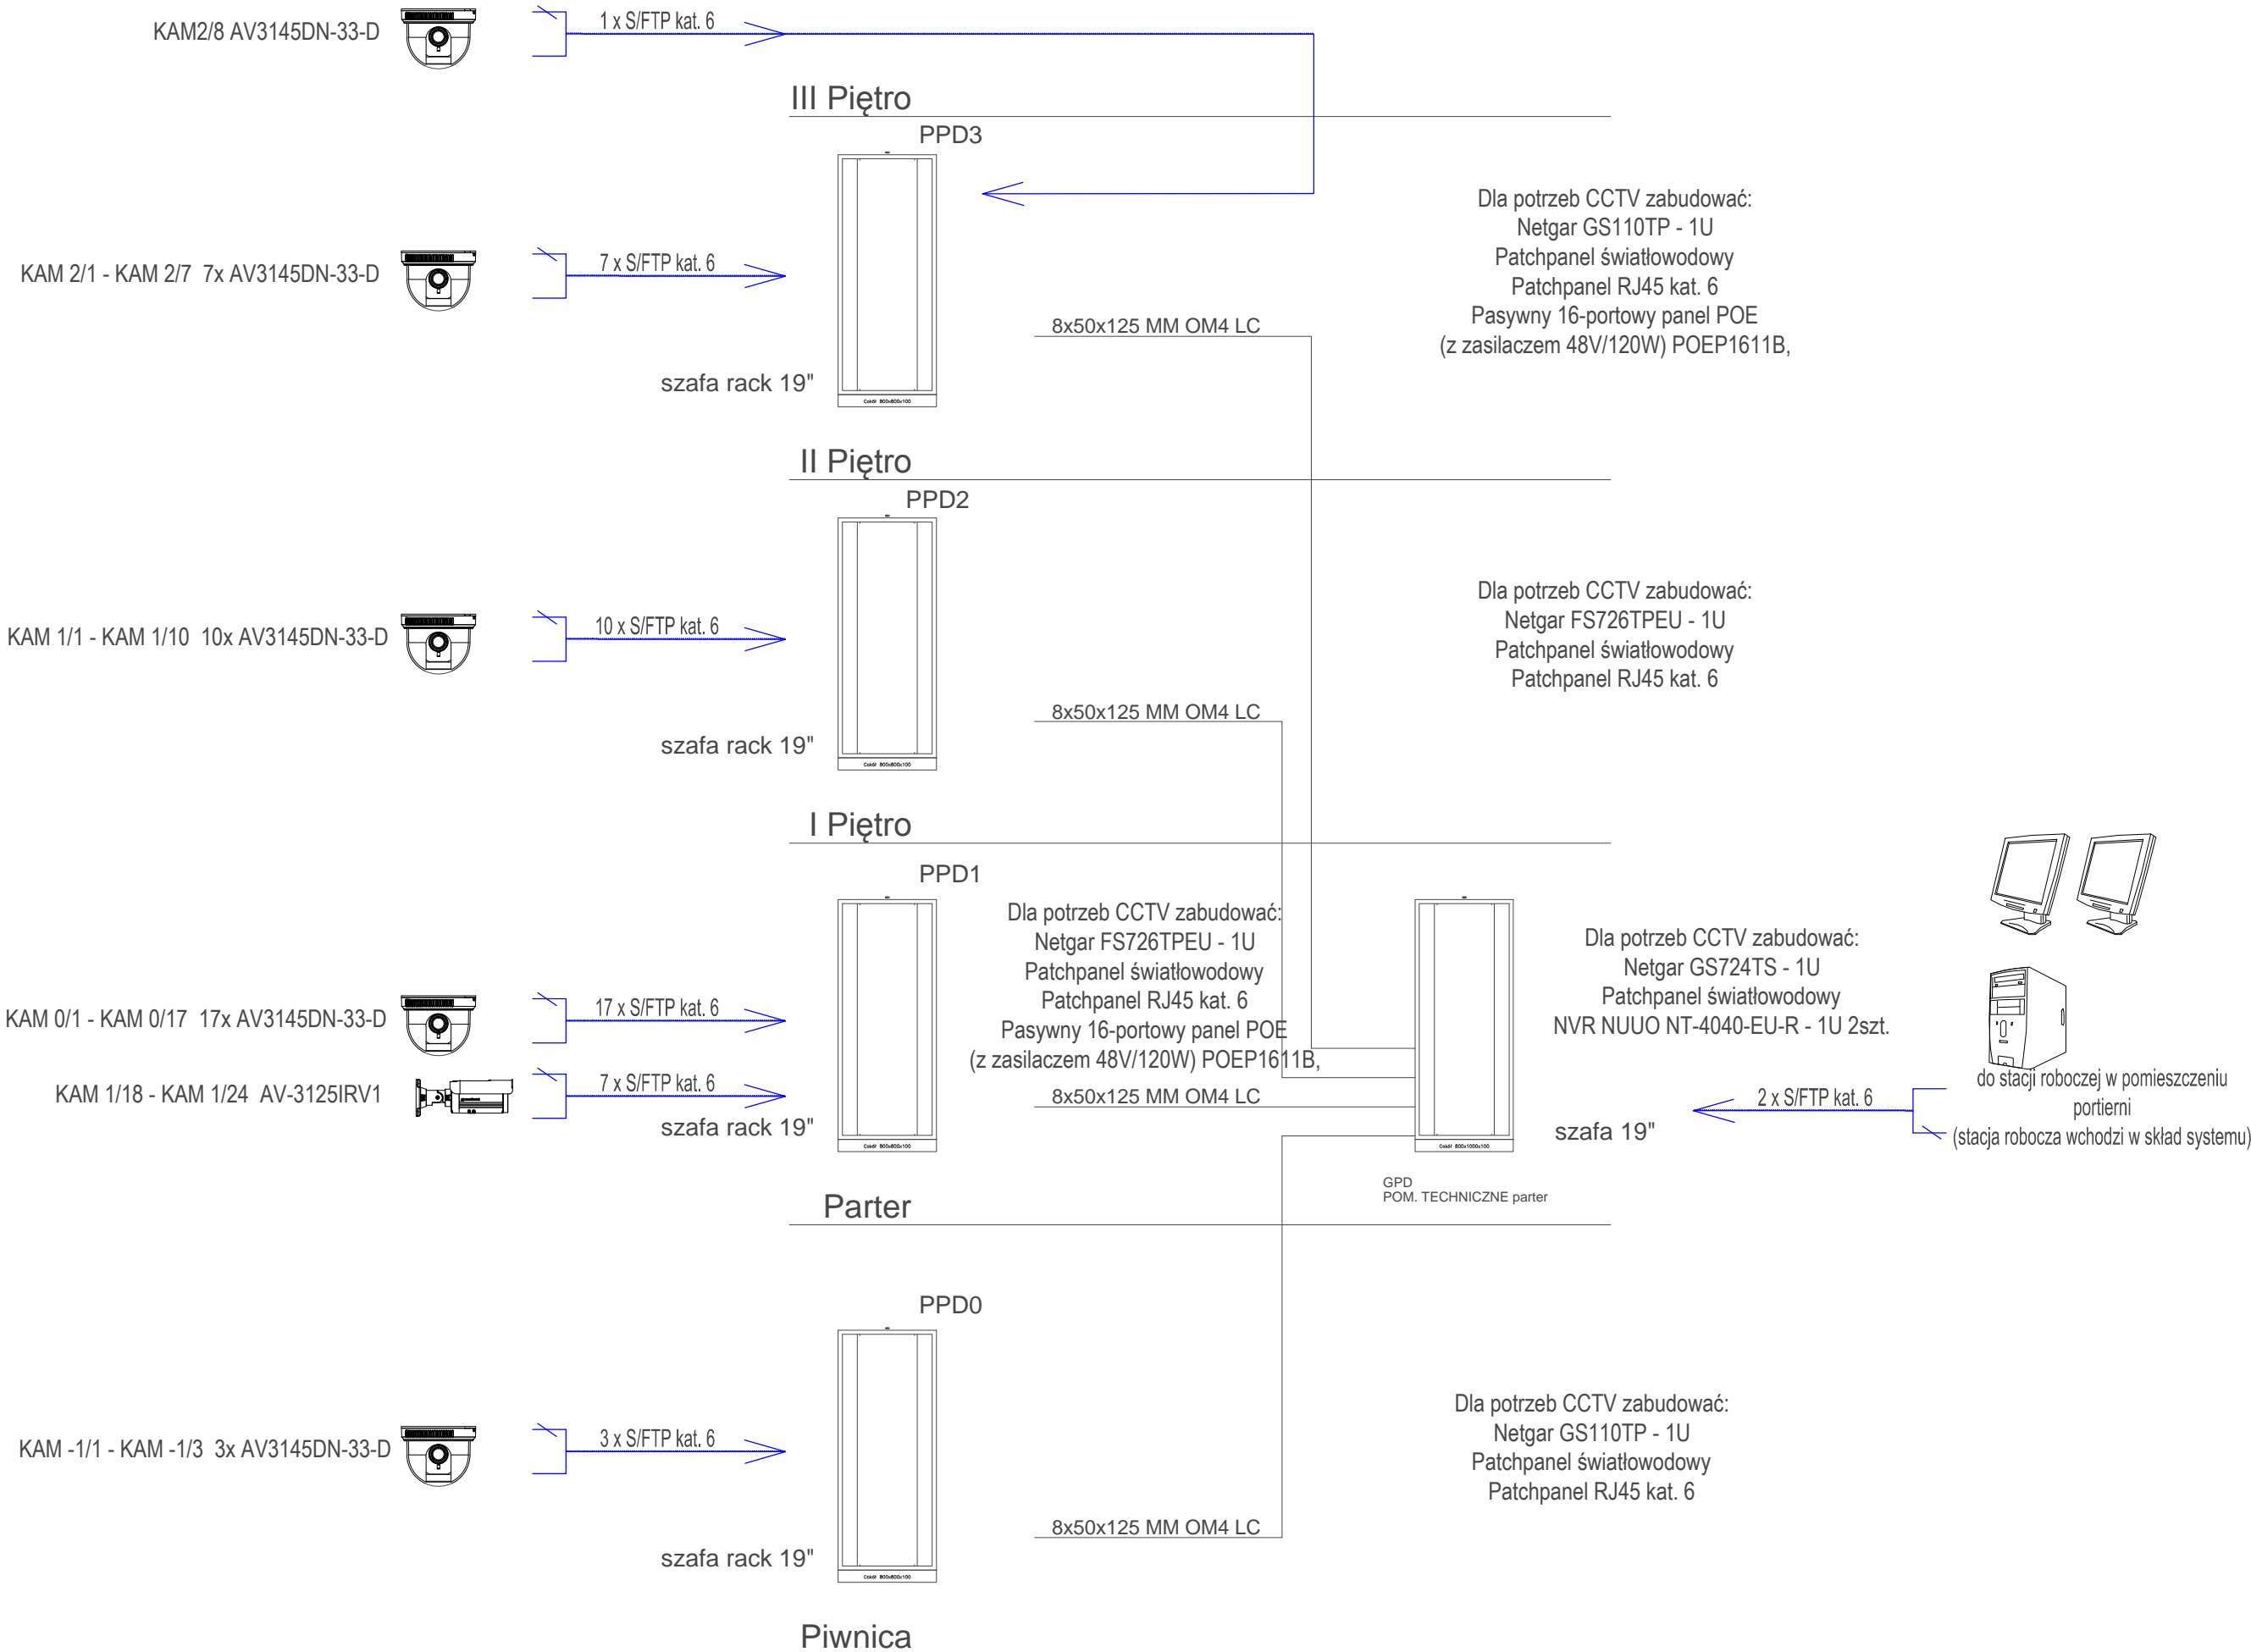 KAM2/8 AV3145DN-33-D
1 x S/FTP kat. 6
III Piętro
PPD3
KAM 2/1 - KAM 2/7  7x AV3145DN-33-D
7 x S/FTP kat. 6
8x50x125 MM OM4 LC
szafa rack 19"
Cokół 800x800x100
Dla potrzeb CCTV zabudować:
Netgar GS110TP - 1U
Patchpanel światłowodowy
Patchpanel RJ45 kat. 6
Pasywny 16-portowy panel POE
(z zasilaczem 48V/120W) POEP1611B,
II Piętro
PPD2
KAM 1/1 - KAM 1/10  10x AV3145DN-33-D
10 x S/FTP kat. 6
8x50x125 MM OM4 LC
szafa rack 19"
Cokół 800x800x100
Dla potrzeb CCTV zabudować:
Netgar FS726TPEU - 1U
Patchpanel światłowodowy
Patchpanel RJ45 kat. 6
I Piętro
PPD1
KAM 0/1 - KAM 0/17  17x AV3145DN-33-D
17 x S/FTP kat. 6
KAM 1/18 - KAM 1/24  AV-3125IRV1
7 x S/FTP kat. 6
szafa rack 19"
Cokół 800x800x100
Dla potrzeb CCTV zabudować:
Netgar FS726TPEU - 1U
Patchpanel światłowodowy
Patchpanel RJ45 kat. 6
Pasywny 16-portowy panel POE
(z zasilaczem 48V/120W) POEP1611B,
8x50x125 MM OM4 LC
Cokół 800x1000x100
GPD
POM. TECHNICZNE parter
szafa 19"
Dla potrzeb CCTV zabudować:
Netgar GS724TS - 1U
Patchpanel światłowodowy
NVR NUUO NT-4040-EU-R - 1U 2szt.
2 x S/FTP kat. 6
do stacji roboczej w pomieszczeniu
portierni
(stacja robocza wchodzi w skład systemu)
Parter
PPD0
KAM -1/1 - KAM -1/3  3x AV3145DN-33-D
3 x S/FTP kat. 6
8x50x125 MM OM4 LC
szafa rack 19"
Cokół 800x800x100
Dla potrzeb CCTV zabudować:
Netgar GS110TP - 1U
Patchpanel światłowodowy
Patchpanel RJ45 kat. 6
Piwnica